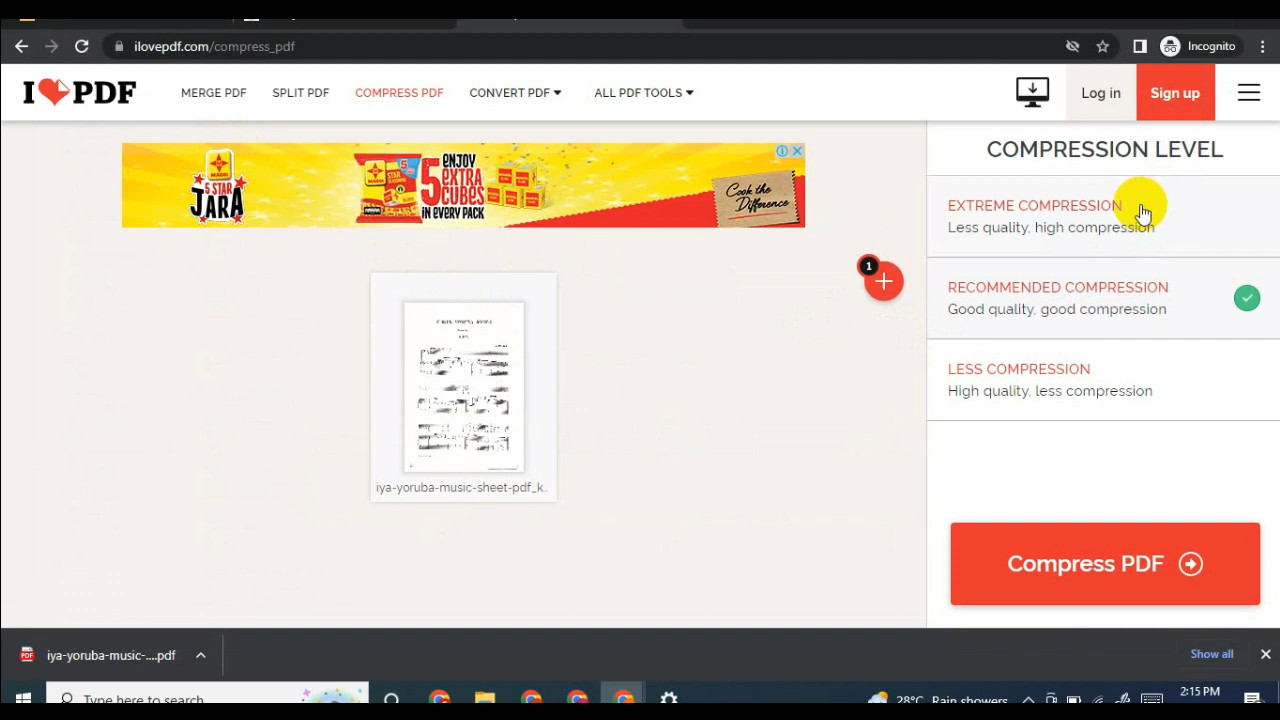 ilovepdf.com/compress_pdf
Incognito
I PDF
MERGE PDF
SPLIT PDF
COMPRESS PDF
CONVERT PDF
ALL PDF TOOLS
Log in
Sign up
5 STAR
JARA
MAGGI
ENJOY
5 EXTRA
CUBES
IN EVERY PACK
Cook the
Difference
COMPRESSION LEVEL
EXTREME COMPRESSION
Less quality, high compression
1
RECOMMENDED COMPRESSION
Good quality, good compression
LESS COMPRESSION
High quality, less compression
iya-yoruba-music-sheet-pdf_k..
Compress PDF
PDF
iya-yoruba-music-....pdf
Show all
Type here to search
28°C Rain showers
2:15 PM